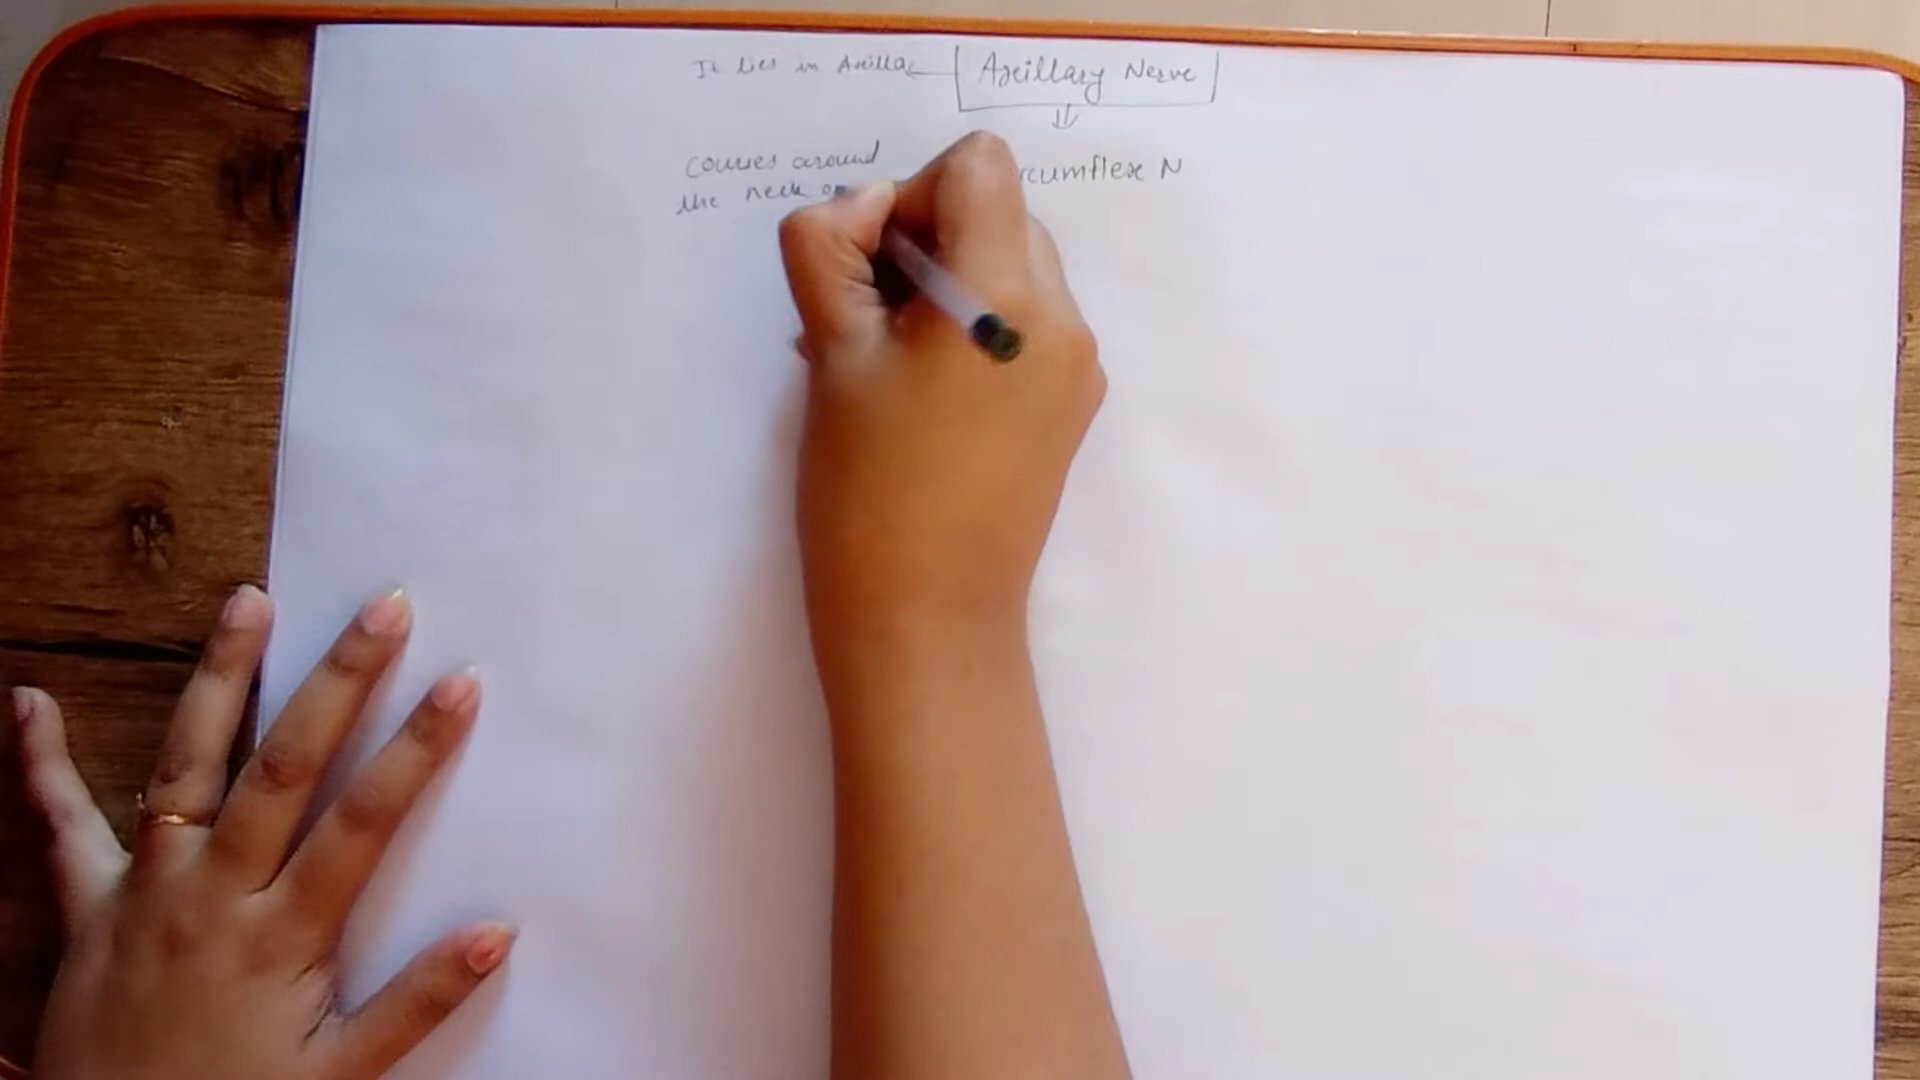 It lies in Axilla
Axillary Nerve
courses around
the neck
rcumflex N